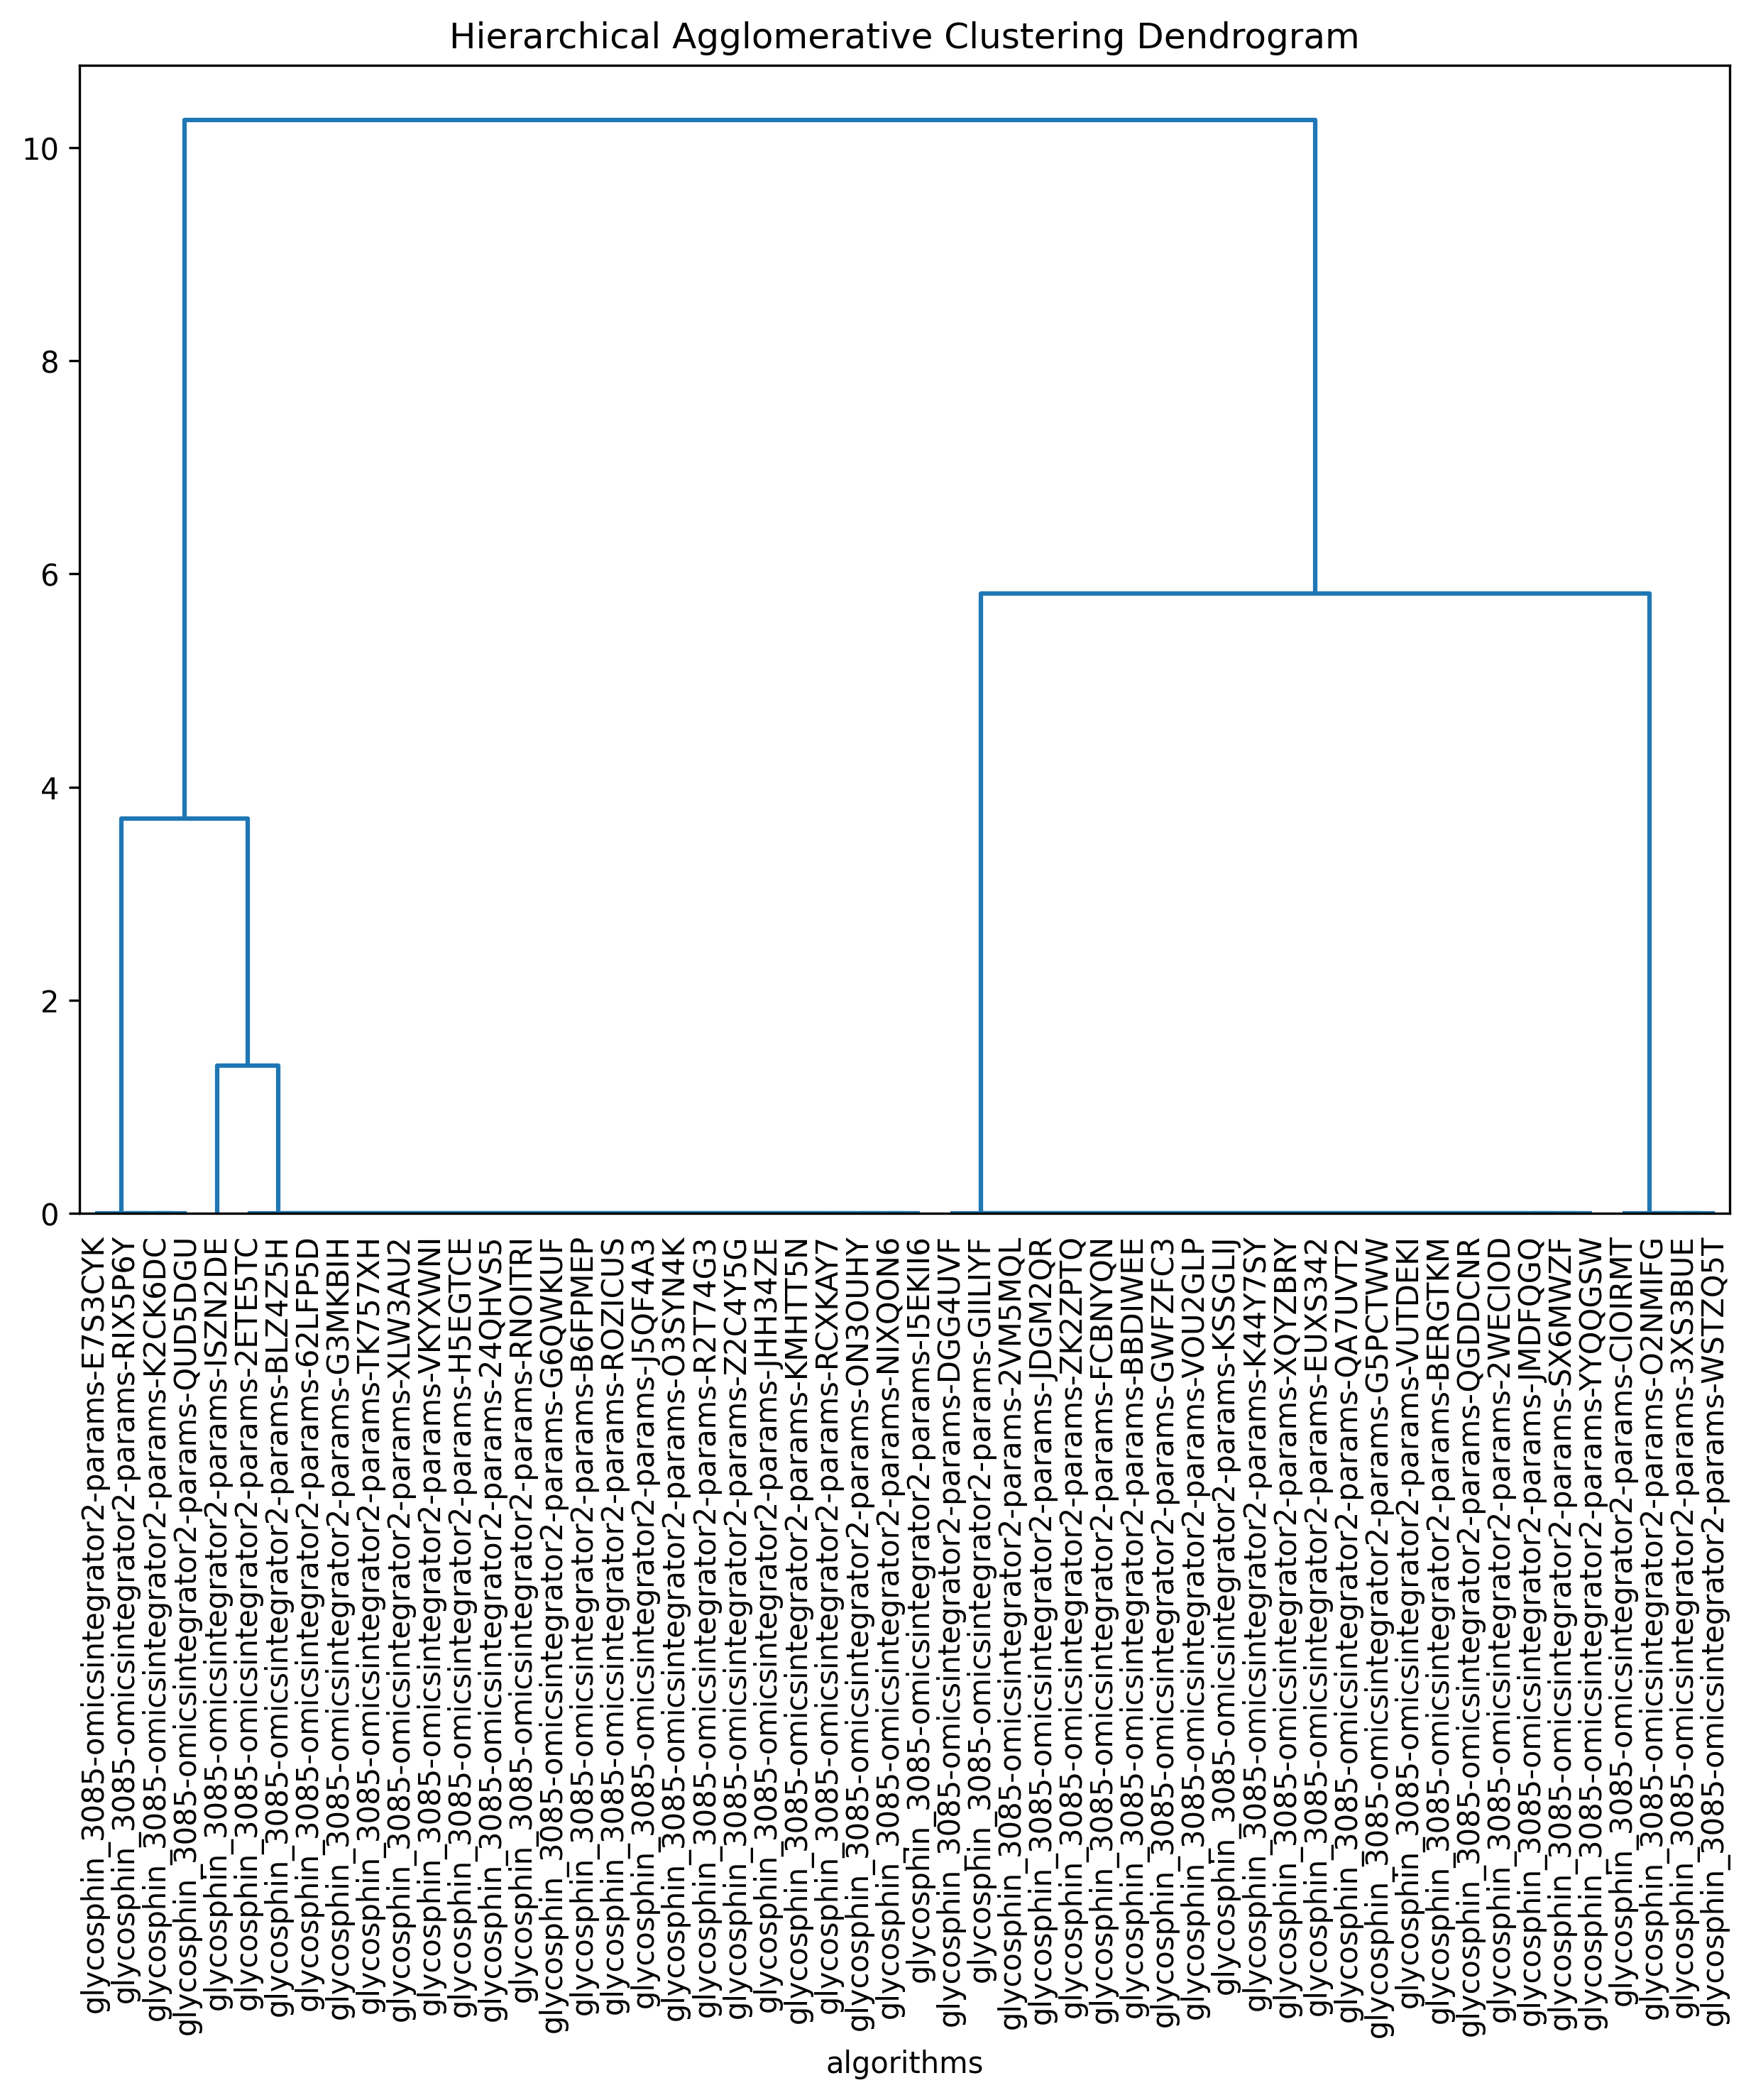 Hierarchical Agglomerative Clustering Dendrogram
10
8
6
4
2
0
glycosphin_3085-omicsintegrator2-params-E7S3CYK
glycosphin_3085-omicsintegrator2-params-RIX5P6Y
glycosphin_3085-omicsintegrator2-params-K2CK6DC
glycosphin_3085-omicsintegrator2-params-QUD5DGU
glycosphin_3085-omicsintegrator2-params-ISZN2DE
glycosphin_3085-omicsintegrator2-params-2ETE5TC
glycosphin_3085-omicsintegrator2-params-BLZ4Z5H
glycosphin_3085-omicsintegrator2-params-62LFP5D
glycosphin_3085-omicsintegrator2-params-G3MKBIH
glycosphin_3085-omicsintegrator2-params-TK757XH
glycosphin_3085-omicsintegrator2-params-XLW3AU2
glycosphin_3085-omicsintegrator2-params-VKYXWNI
glycosphin_3085-omicsintegrator2-params-H5EGTCE
glycosphin_3085-omicsintegrator2-params-24QHVS5
glycosphin_3085-omicsintegrator2-params-RNOITRI
glycosphin_3085-omicsintegrator2-params-G6QWKUF
glycosphin_3085-omicsintegrator2-params-B6FPMEP
glycosphin_3085-omicsintegrator2-params-ROZICUS
glycosphin_3085-omicsintegrator2-params-J5QF4A3
glycosphin_3085-omicsintegrator2-params-O3SYN4K
glycosphin_3085-omicsintegrator2-params-R2T74G3
glycosphin_3085-omicsintegrator2-params-Z2C4Y5G
glycosphin_3085-omicsintegrator2-params-JHH34ZE
glycosphin_3085-omicsintegrator2-params-KMHTT5N
glycosphin_3085-omicsintegrator2-params-RCXKAY7
glycosphin_3085-omicsintegrator2-params-ON3OUHY
glycosphin_3085-omicsintegrator2-params-NIXQON6
glycosphin_3085-omicsintegrator2-params-I5EKII6
glycosphin_3085-omicsintegrator2-params-DGG4UVF
glycosphin_3085-omicsintegrator2-params-GIILIYF
glycosphin_3085-omicsintegrator2-params-2VM5MQL
glycosphin_3085-omicsintegrator2-params-JDGM2QR
glycosphin_3085-omicsintegrator2-params-ZK2ZPTQ
glycosphin_3085-omicsintegrator2-params-FCBNYQN
glycosphin_3085-omicsintegrator2-params-BBDIWEE
glycosphin_3085-omicsintegrator2-params-GWFZFC3
glycosphin_3085-omicsintegrator2-params-VOU2GLP
glycosphin_3085-omicsintegrator2-params-KSSGLIJ
glycosphin_3085-omicsintegrator2-params-K44Y7SY
glycosphin_3085-omicsintegrator2-params-XQYZBRY
glycosphin_3085-omicsintegrator2-params-EUXS342
glycosphin_3085-omicsintegrator2-params-QA7UVT2
glycosphin_3085-omicsintegrator2-params-G5PCTWW
glycosphin_3085-omicsintegrator2-params-VUTDEKI
glycosphin_3085-omicsintegrator2-params-BERGTKM
glycosphin_3085-omicsintegrator2-params-QGDDCNR
glycosphin_3085-omicsintegrator2-params-2WECIOD
glycosphin_3085-omicsintegrator2-params-JMDFQGQ
glycosphin_3085-omicsintegrator2-params-SX6MWZF
glycosphin_3085-omicsintegrator2-params-YYQQGSW
glycosphin_3085-omicsintegrator2-params-CIOIRMT
glycosphin_3085-omicsintegrator2-params-O2NMIFG
glycosphin_3085-omicsintegrator2-params-3XS3BUE
glycosphin_3085-omicsintegrator2-params-WSTZQ5T
algorithms